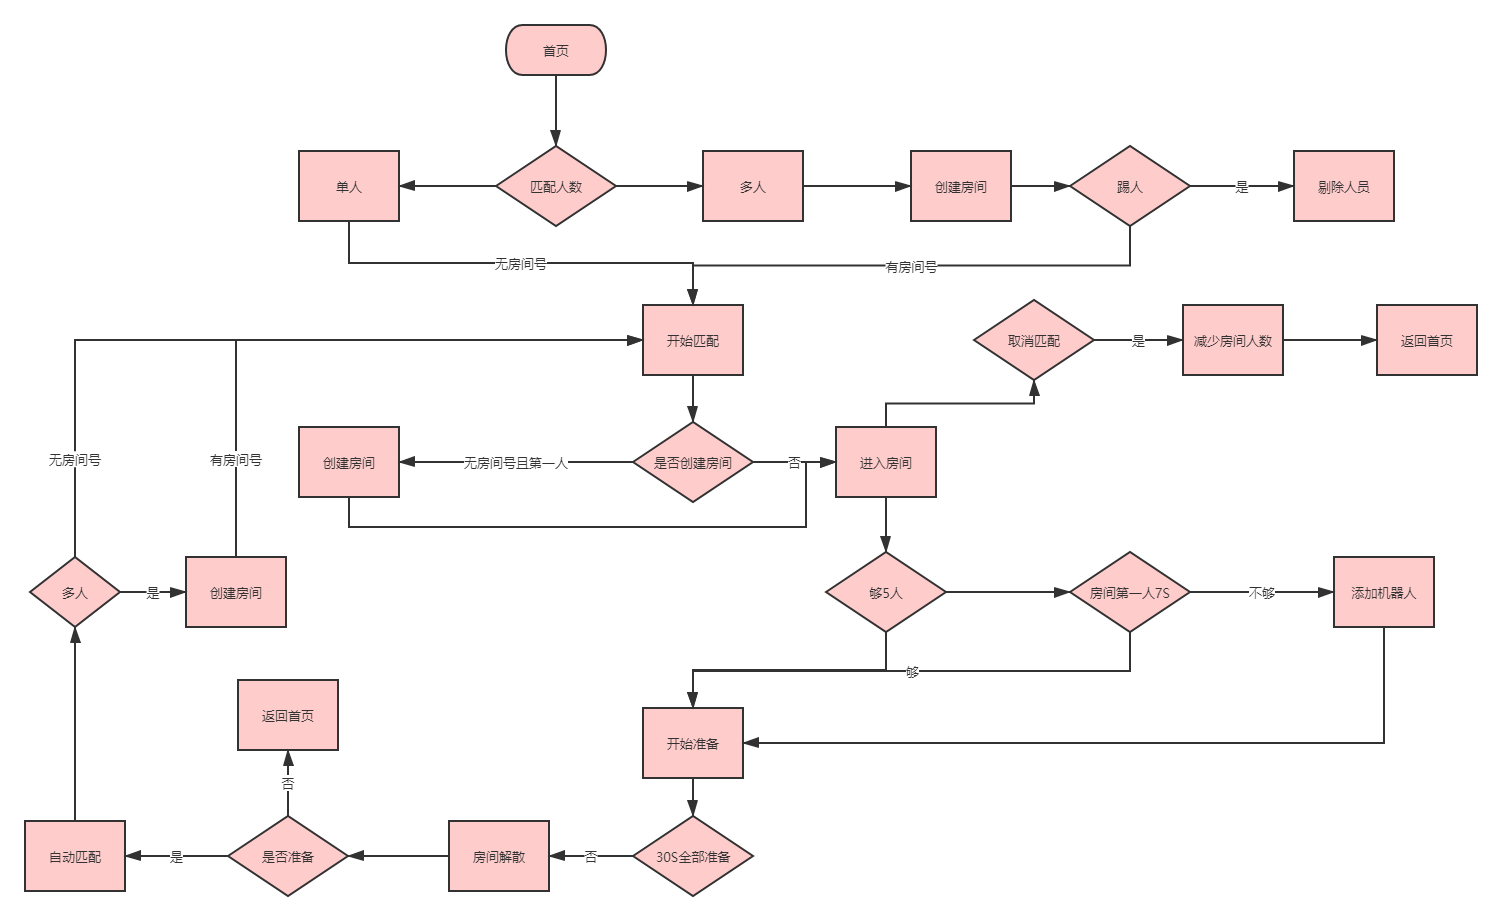 首页
单人
匹配人数
多人
创建房间
踢人
是
剔除人员
无房间号
有房间号
开始匹配
取消匹配
是
减少房间人数
返回首页
无房间号
有房间号
创建房间
无房间号且第一人
是否创建房间
否
进入房间
多人
是
创建房间
够5人
房间第一人7S
不够
添加机器人
够
返回首页
开始准备
否
自动匹配
是
是否准备
房间解散
否
30S全部准备